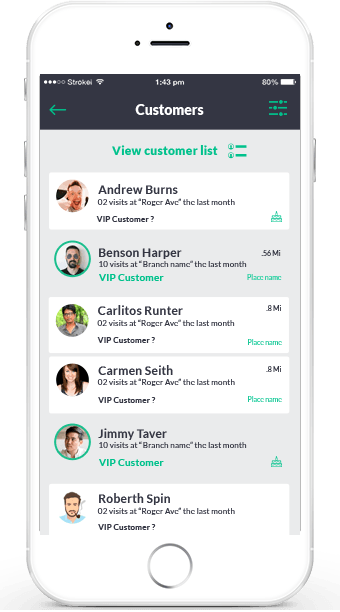 Strokei
1:43 pm
80%
Customers
View customer list
Andrew Burns
02 visits at "Roger Ave" the last month
VIP Customer ?
Benson Harper
.56 Mi
10 visits at "Branch name" the last month
VIP Customer
Place name
Carlitos Runter
.8 Mi
02 visits at "Roger Ave" the last month
VIP Customer ?
Place name
Carmen Seith
.8 Mi
02 visits at "Roger Ave" the last month
VIP Customer ?
Place name
Jimmy Taver
10 visits at "Branch name" the last month
VIP Customer
Roberth Spin
02 visits at "Roger Ave" the last month
VIP Customer ?